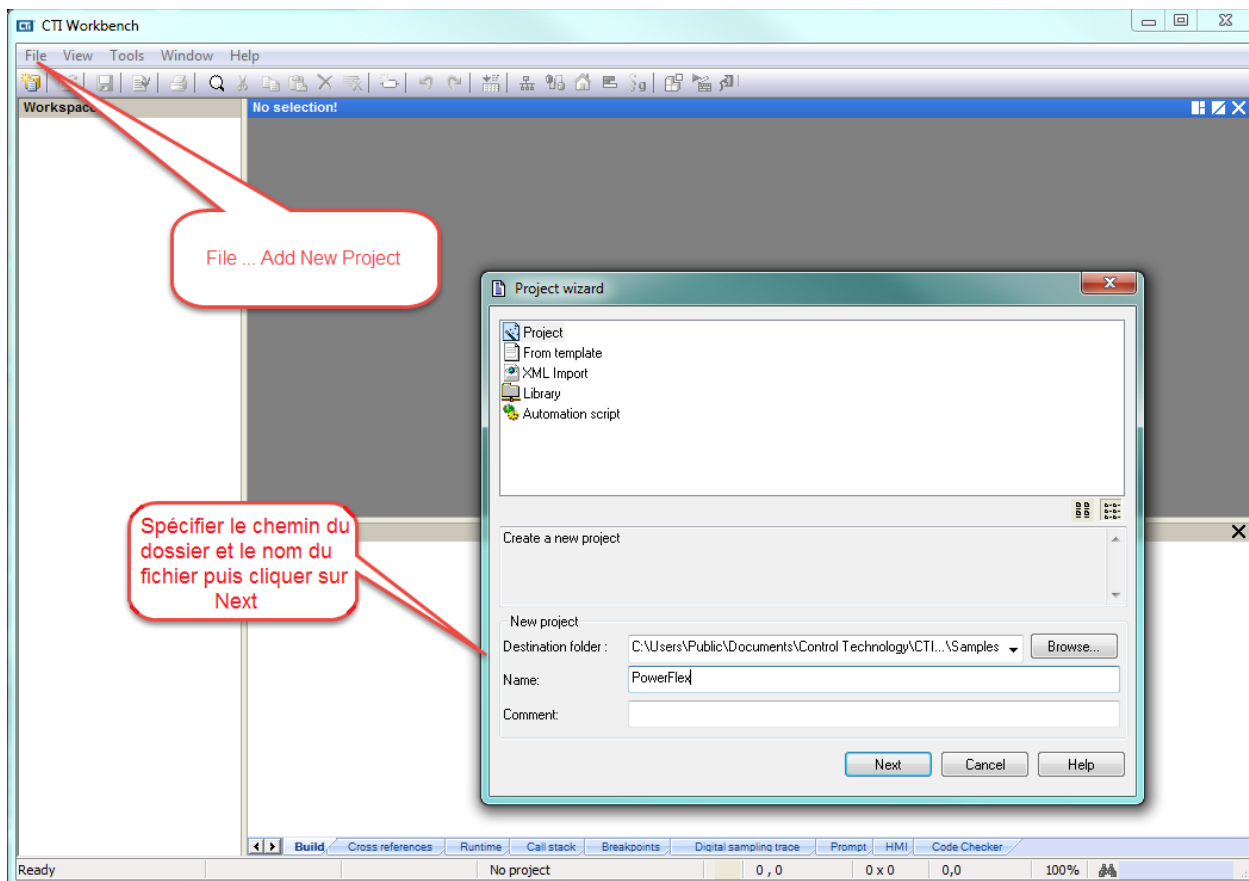 CTi CTI Workbench
File View Tools Window Help
Workspac
No selection!
File ... Add New Project
Project wizard
Project
From template
XML Import
Library
Automation script
Spécifier le chemin du
dossier et le nom du
fichier puis cliquer sur
Next
Create a new project
New project
Destination folder : C:\Users\Public\Documents\Control Technology\CTI...\Samples Browse...
Name: PowerFlex
Comment:
Next Cancel Help
Build Cross references Runtime Call stack Breakpoints Digital sampling trace Prompt HMI Code Checker
Ready No project 0 , 0 0 x 0 0,0 100%